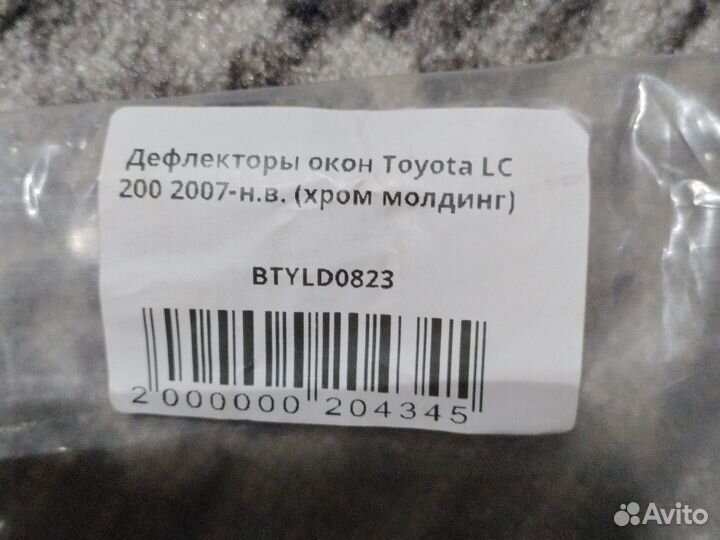 Дефлекторы окон Toyota LC
200 2007-н.в. (хром молдинг)
BTYLD0823
2 000000 204345
Avito